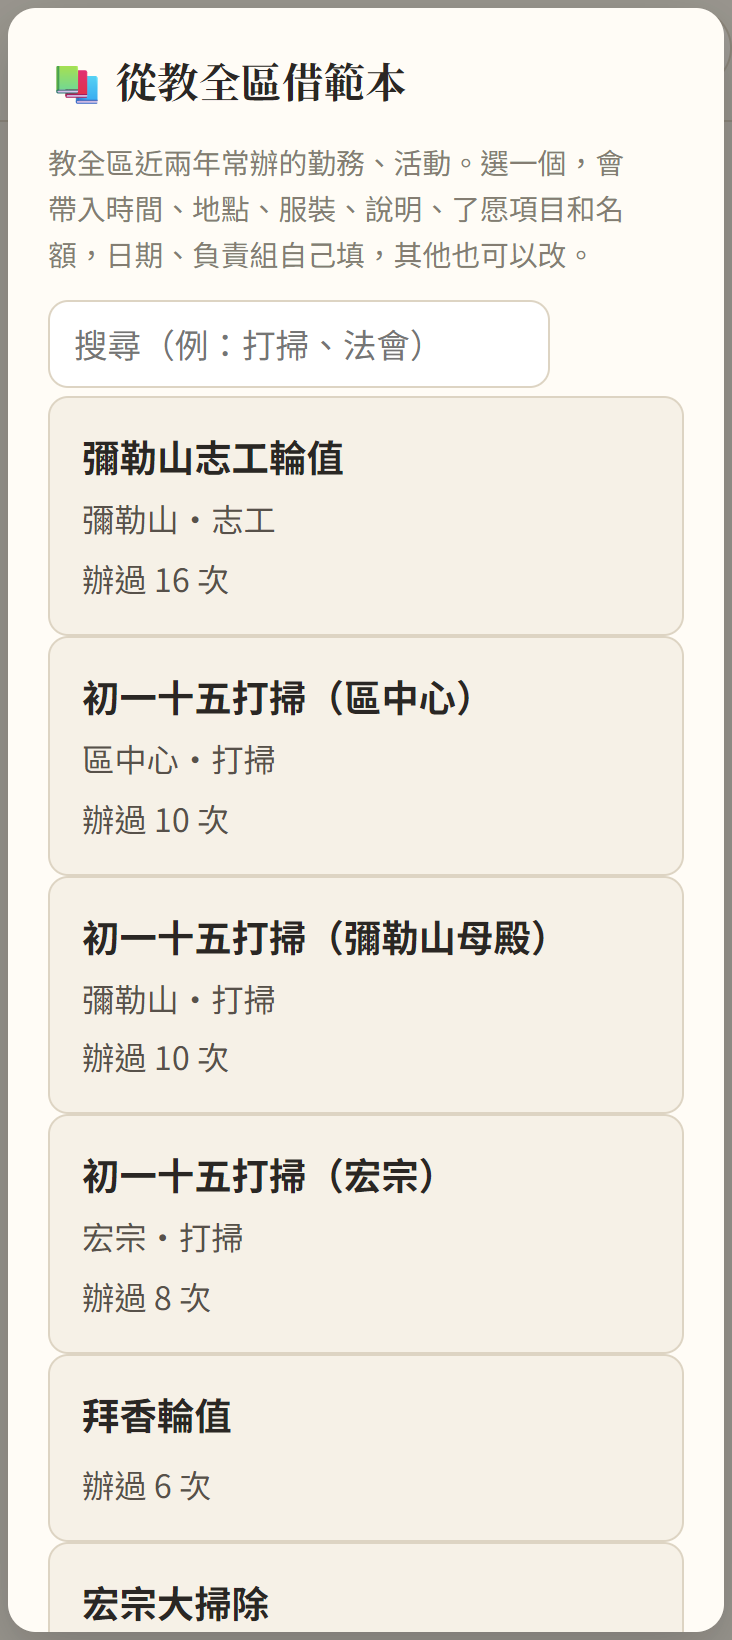 從教全區借範本
教全區近兩年常辦的勤務、活動。選一個，會
帶入時間、地點、服裝、說明、了愿項目和名
額，日期、負責組自己填，其他也可以改。
搜尋（例：打掃、法會）
彌勒山志工輪值
彌勒山・志工
辦過 16 次
初一十五打掃（區中心）
區中心・打掃
辦過 10 次
初一十五打掃（彌勒山母殿）
彌勒山・打掃
辦過 10 次
初一十五打掃（宏宗）
宏宗・打掃
辦過 8 次
拜香輪值
辦過 6 次
宏宗大掃除